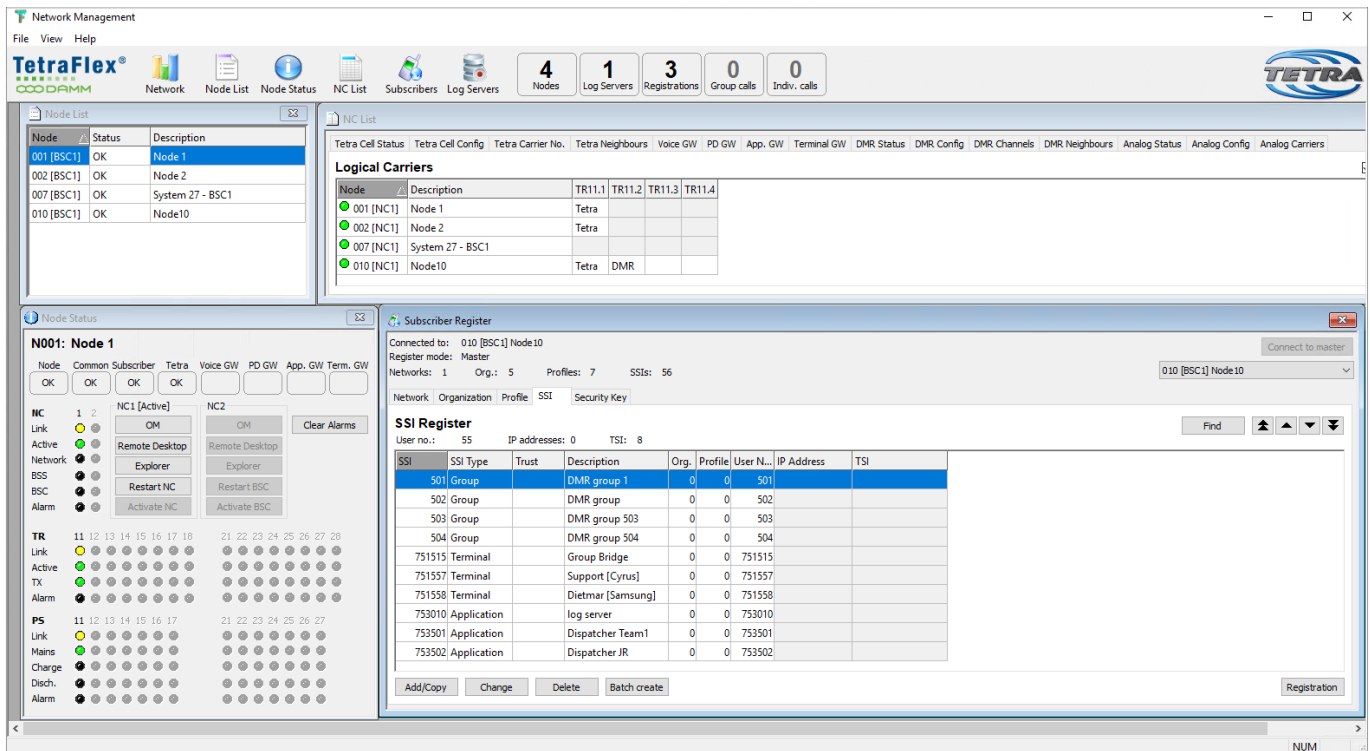 Network Management
File View Help
TetraFlex®
DAMM
Network Node List Node Status NC List Subscribers Log Servers
4 Nodes
1 Log Servers
3 Registrations
0 Group calls
0 Indiv. calls
TETRA
Node List
Node Status Description
001 [BSC1] OK Node 1
002 [BSC1] OK Node 2
007 [BSC1] OK System 27 - BSC1
010 [BSC1] OK Node10
NC List
Tetra Cell Status Tetra Cell Config Tetra Carrier No. Tetra Neighbours Voice GW PD GW App. GW Terminal GW DMR Status DMR Config DMR Channels DMR Neighbours Analog Status Analog Config Analog Carriers
Logical Carriers
Node Description TR11.1 TR11.2 TR11.3 TR11.4
001 [NC1] Node 1 Tetra
002 [NC1] Node 2 Tetra
007 [NC1] System 27 - BSC1
010 [NC1] Node10 Tetra DMR
Node Status
N001: Node 1
Node Common Subscriber Tetra Voice GW PD GW App. GW Term. GW
OK OK OK OK
NC 1 2 NC1 [Active] NC2
Link OM OM Clear Alarms
Active Remote Desktop Remote Desktop
Network Explorer Explorer
BSS
BSC Restart NC Restart BSC
Alarm Activate NC Activate BSC
TR 11 12 13 14 15 16 17 18 21 22 23 24 25 26 27 28
Link
Active
TX
Alarm
PS 11 12 13 14 15 16 17 21 22 23 24 25 26 27
Link
Mains
Charge
Disch.
Alarm
Subscriber Register
Connected to: 010 [BSC1] Node10
Connect to master
Register mode: Master
Networks: 1 Org.: 5 Profiles: 7 SSIs: 56
010 [BSC1] Node10
Network Organization Profile SSI Security Key
SSI Register
Find
User no.: 55 IP addresses: 0 TSI: 8
SSI SSI Type Trust Description Org. Profile User N... IP Address TSI
501 Group DMR group 1 0 0 501
502 Group DMR group 0 0 502
503 Group DMR group 503 0 0 503
504 Group DMR group 504 0 0 504
751515 Terminal Group Bridge 0 0 751515
751557 Terminal Support [Cyrus] 0 0 751557
751558 Terminal Dietmar [Samsung] 0 0 751558
753010 Application log server 0 0 753010
753501 Application Dispatcher Team1 0 0 753501
753502 Application Dispatcher JR 0 0 753502
Add/Copy Change Delete Batch create Registration
NUM